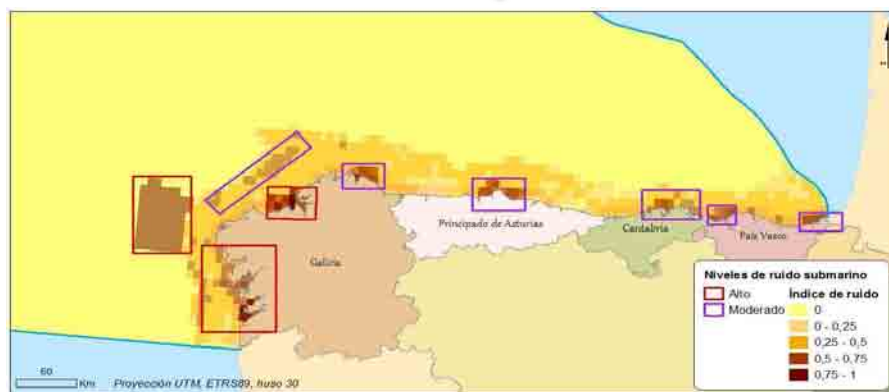 Principado de Asturias
Cantabria
País Vasco
Galicia
Niveles de ruido submarino
Alto
Moderado
Índice de ruido
0
0 - 0,25
0,25 - 0,5
0,5 - 0,75
0,75 - 1
60
Km
Proyección UTM, ETRS89, huso 30